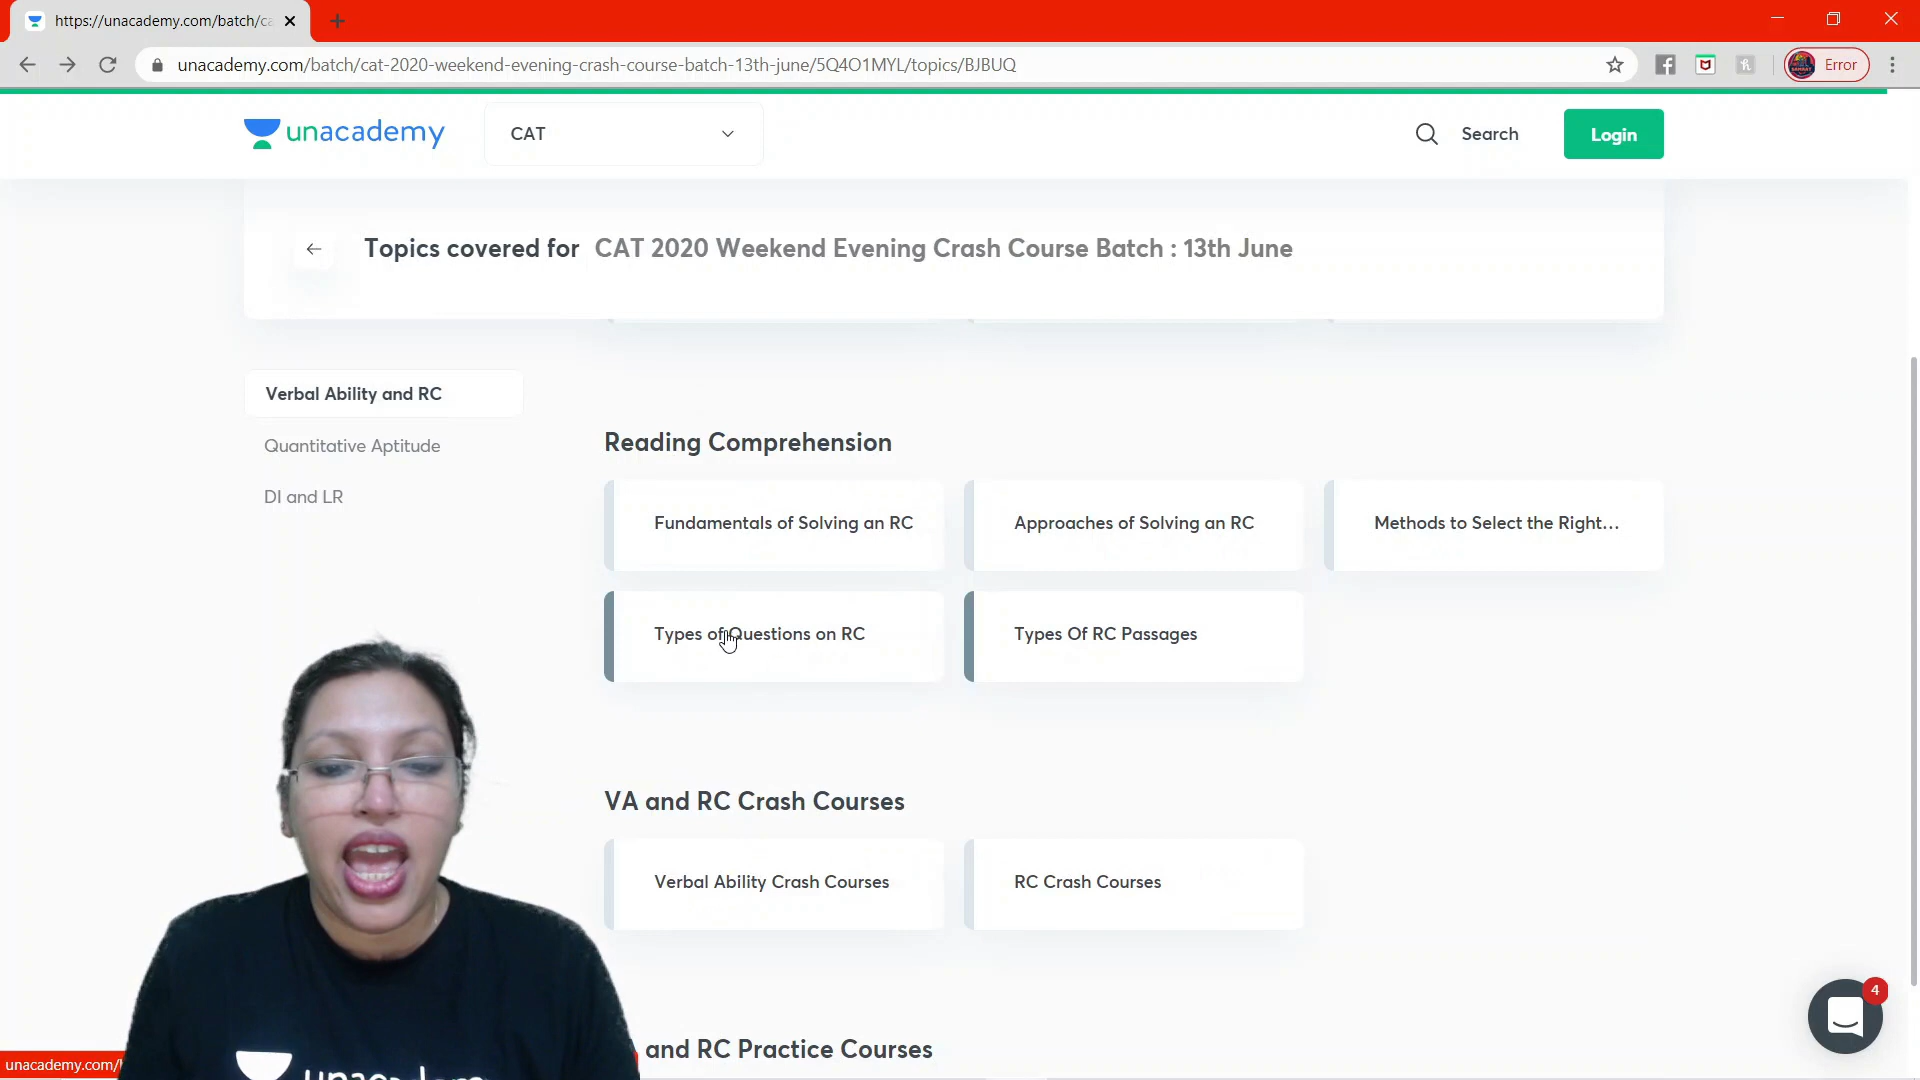 https://unacademy.com/batch/ca
unacademy.com/batch/cat-2020-weekend-evening-crash-course-batch-13th-june/5Q4O1MYL/topics/BJBUQ
Error
unacademy
CAT
Search
Login
Topics covered for CAT 2020 Weekend Evening Crash Course Batch : 13th June
Verbal Ability and RC
Quantitative Aptitude
DI and LR
Reading Comprehension
Fundamentals of Solving an RC
Approaches of Solving an RC
Methods to Select the Right...
Types of Questions on RC
Types Of RC Passages
VA and RC Crash Courses
Verbal Ability Crash Courses
RC Crash Courses
4
and RC Practice Courses
unacademy.com/
unacademy